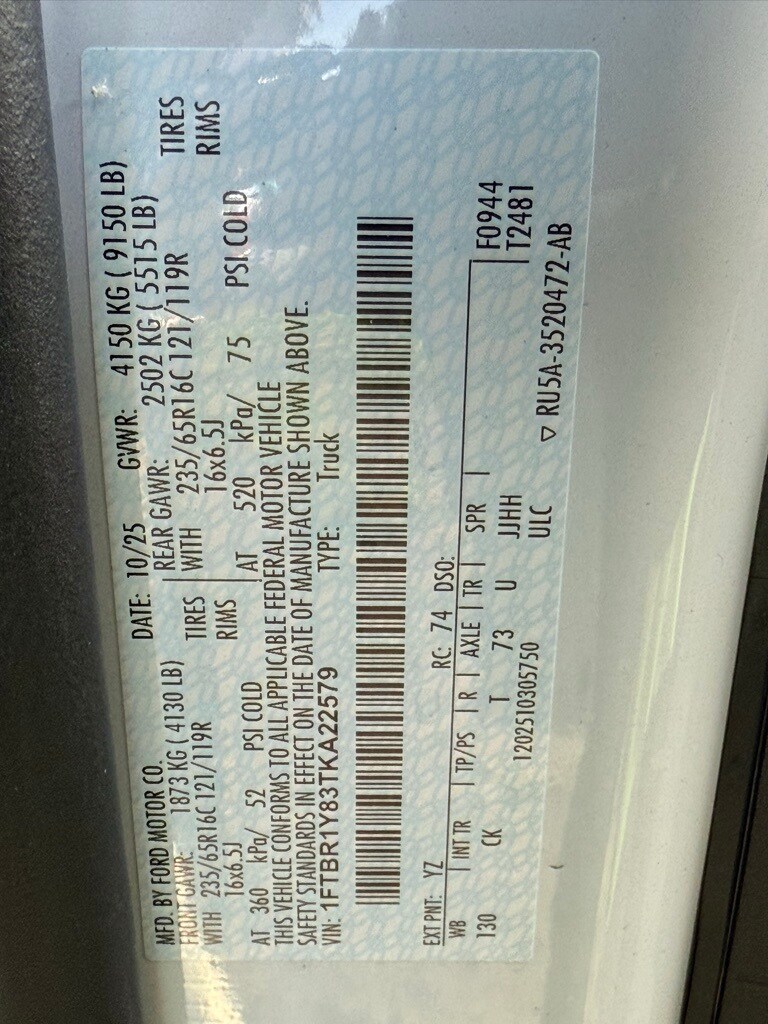 MFD. BY FORD MOTOR CO. DATE: 10/25 GVWR: 4150 KG ( 9150 LB)
FRONT GAWR: 1873 KG ( 4130 LB) REAR GAWR: 2502 KG ( 5515 LB)
WITH 235/65R16C 121/119R TIRES WITH 235/65R16C 121/119R TIRES
16x6.5J RIMS 16x6.5J RIMS
AT 360 kPa/ 52 PSI COLD AT 520 kPa/ 75 PSI COLD
THIS VEHICLE CONFORMS TO ALL APPLICABLE FEDERAL MOTOR VEHICLE
SAFETY STANDARDS IN EFFECT ON THE DATE OF MANUFACTURE SHOWN ABOVE.
VIN: 1FTBR1Y83TKA22579 TYPE: Truck
EXT PNT: YZ RC: 74 DSO:
WB INT TR TP/PS R AXLE TR SPR F0944
130 CK T 73 U JJHH T2481
1202510305750 ULC
▽ RU5A-3520472-AB